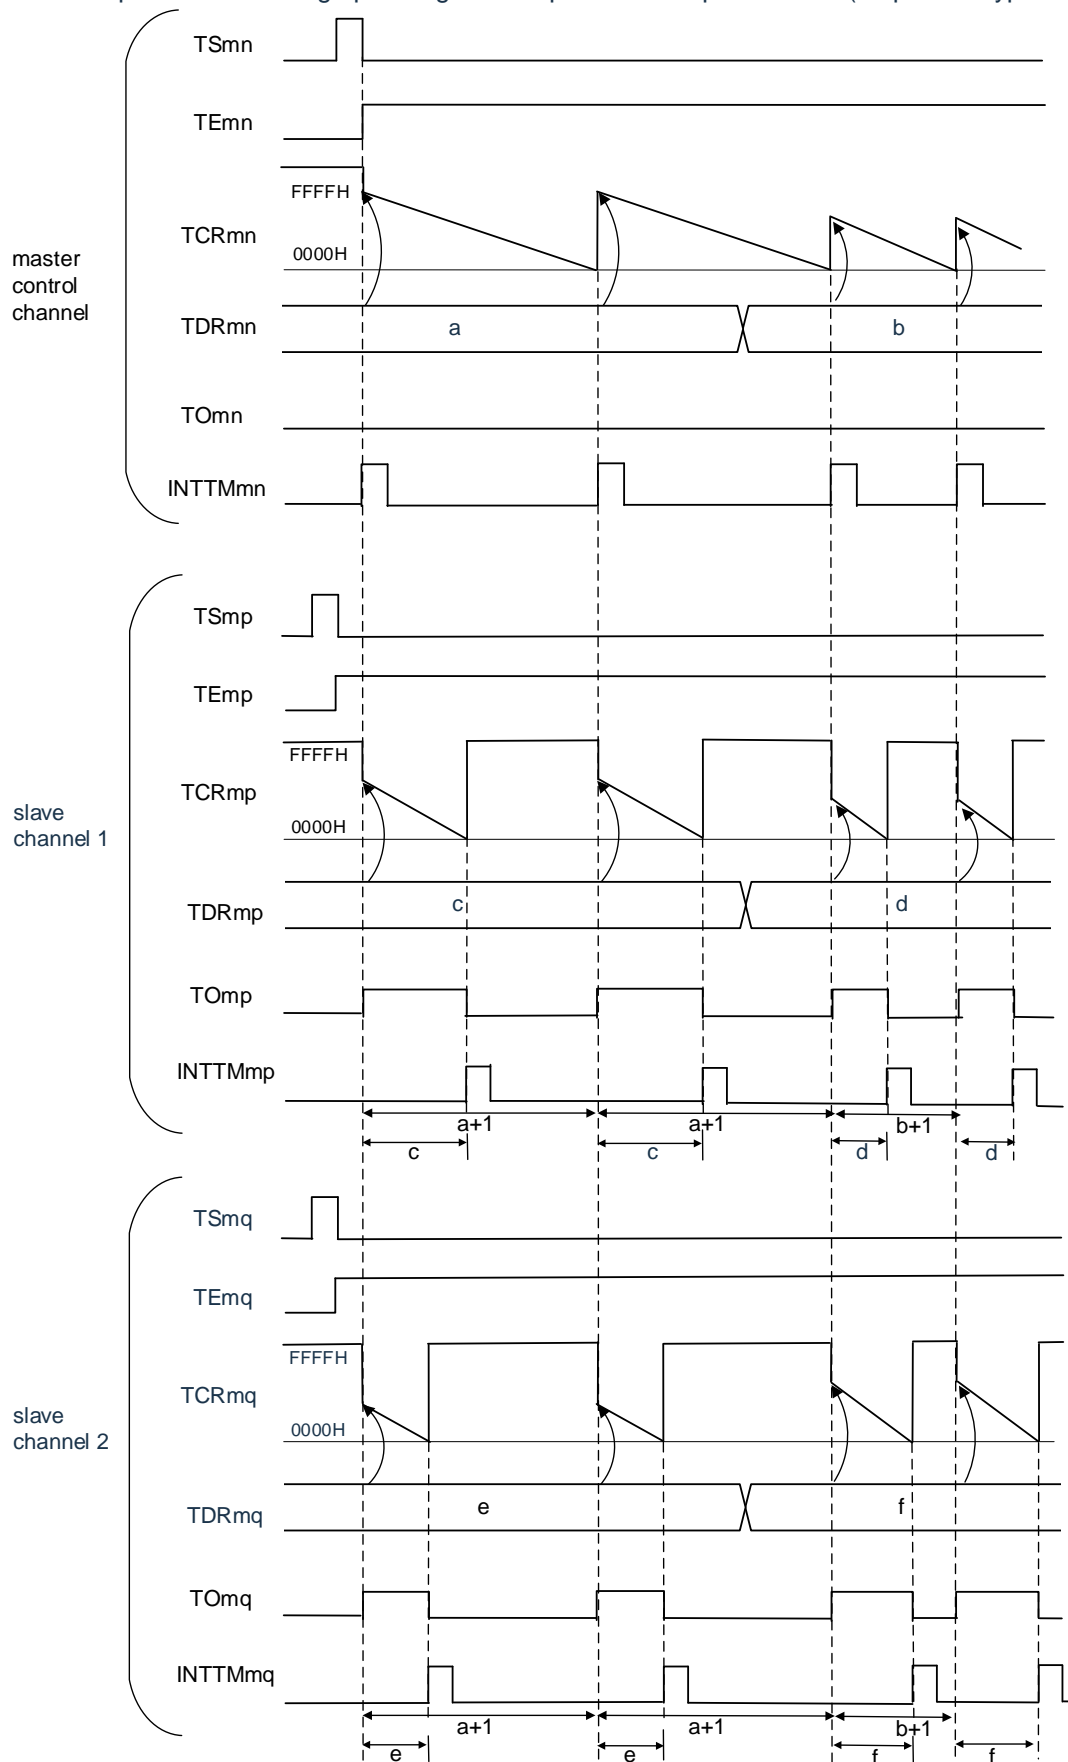 TSmn
TEmn
FFFFH
TCRmn
0000H
master
control
channel
TDRmn
a
b
TOmn
INTTMmn
TSmp
TEmp
FFFFH
TCRmp
0000H
slave
channel 1
TDRmp
c
d
TOmp
INTTMmp
a+1
a+1
b+1
c
c
d
d
TSmq
TEmq
FFFFH
TCRmq
0000H
slave
channel 2
TDRmq
e
f
TOmq
INTTMmq
a+1
a+1
b+1
e
e
f
f